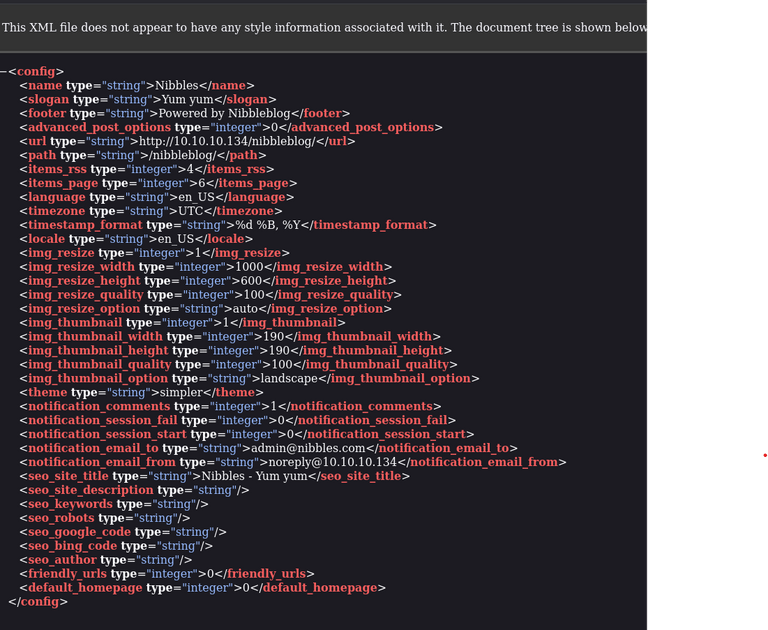 This XML file does not appear to have any style information associated with it. The document tree is shown below
−<config>
<name type="string">Nibbles</name>
<slogan type="string">Yum yum</slogan>
<footer type="string">Powered by Nibbleblog</footer>
<advanced_post_options type="integer">0</advanced_post_options>
<url type="string">http://10.10.10.134/nibbleblog/</url>
<path type="string">/nibbleblog/</path>
<items_rss type="integer">4</items_rss>
<items_page type="integer">6</items_page>
<language type="string">en_US</language>
<timezone type="string">UTC</timezone>
<timestamp_format type="string">%d %B, %Y</timestamp_format>
<locale type="string">en_US</locale>
<img_resize type="integer">1</img_resize>
<img_resize_width type="integer">1000</img_resize_width>
<img_resize_height type="integer">600</img_resize_height>
<img_resize_quality type="integer">100</img_resize_quality>
<img_resize_option type="string">auto</img_resize_option>
<img_thumbnail type="integer">1</img_thumbnail>
<img_thumbnail_width type="integer">190</img_thumbnail_width>
<img_thumbnail_height type="integer">190</img_thumbnail_height>
<img_thumbnail_quality type="integer">100</img_thumbnail_quality>
<img_thumbnail_option type="string">landscape</img_thumbnail_option>
<theme type="string">simpler</theme>
<notification_comments type="integer">1</notification_comments>
<notification_session_fail type="integer">0</notification_session_fail>
<notification_session_start type="integer">0</notification_session_start>
<notification_email_to type="string">admin@nibbles.com</notification_email_to>
<notification_email_from type="string">noreply@10.10.10.134</notification_email_from>
<seo_site_title type="string">Nibbles - Yum yum</seo_site_title>
<seo_site_description type="string"/>
<seo_keywords type="string"/>
<seo_robots type="string"/>
<seo_google_code type="string"/>
<seo_bing_code type="string"/>
<seo_author type="string"/>
<friendly_urls type="integer">0</friendly_urls>
<default_homepage type="integer">0</default_homepage>
</config>